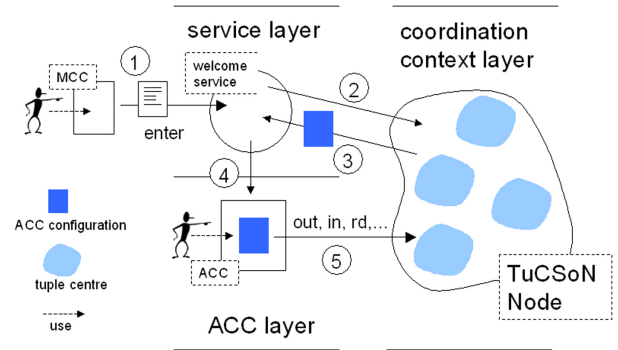 service layer
coordination
context layer
MCC
1
welcome
service
2
enter
3
4
ACC configuration
out, in, rd,...
ACC
5
tuple centre
TuCSoN
Node
use
ACC layer